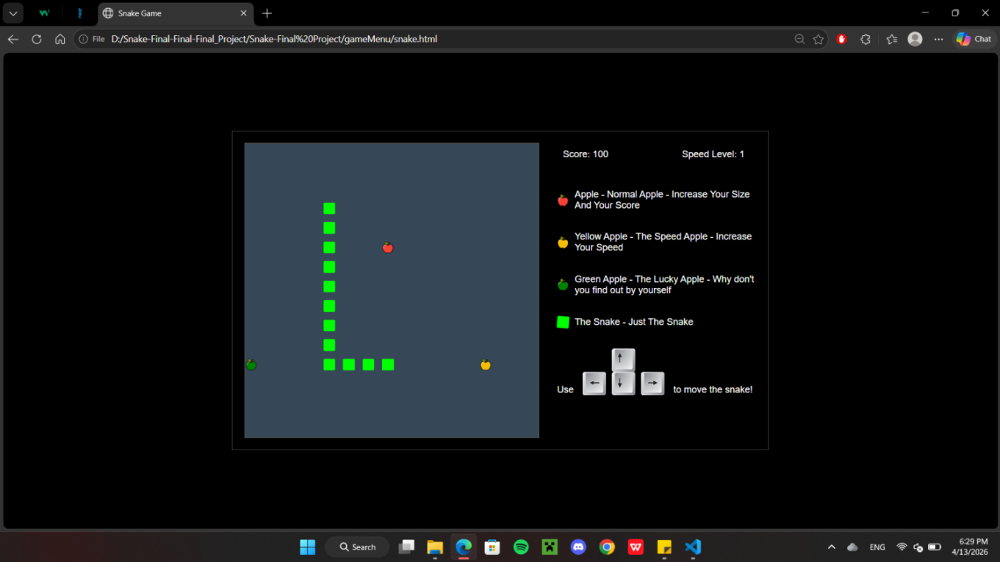 Snake Game
File D:/Snake-Final-Final-Final_Project/Snake-Final%20Project/gameMenu/snake.html
Chat
Score: 100 Speed Level: 1
Apple - Normal Apple - Increase Your Size
And Your Score
Yellow Apple - The Speed Apple - Increase
Your Speed
Green Apple - The Lucky Apple - Why don't
you find out by yourself
The Snake - Just The Snake
↑
Use ← ↓ → to move the snake!
Search
ENG
6:29 PM
4/13/2026